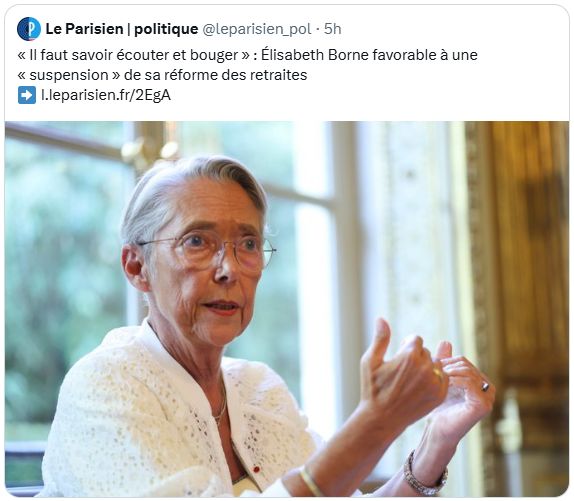 Le Parisien | politique @leparisien_pol · 5h
« Il faut savoir écouter et bouger » : Élisabeth Borne favorable à une
« suspension » de sa réforme des retraites
➡️ l.leparisien.fr/2EgA